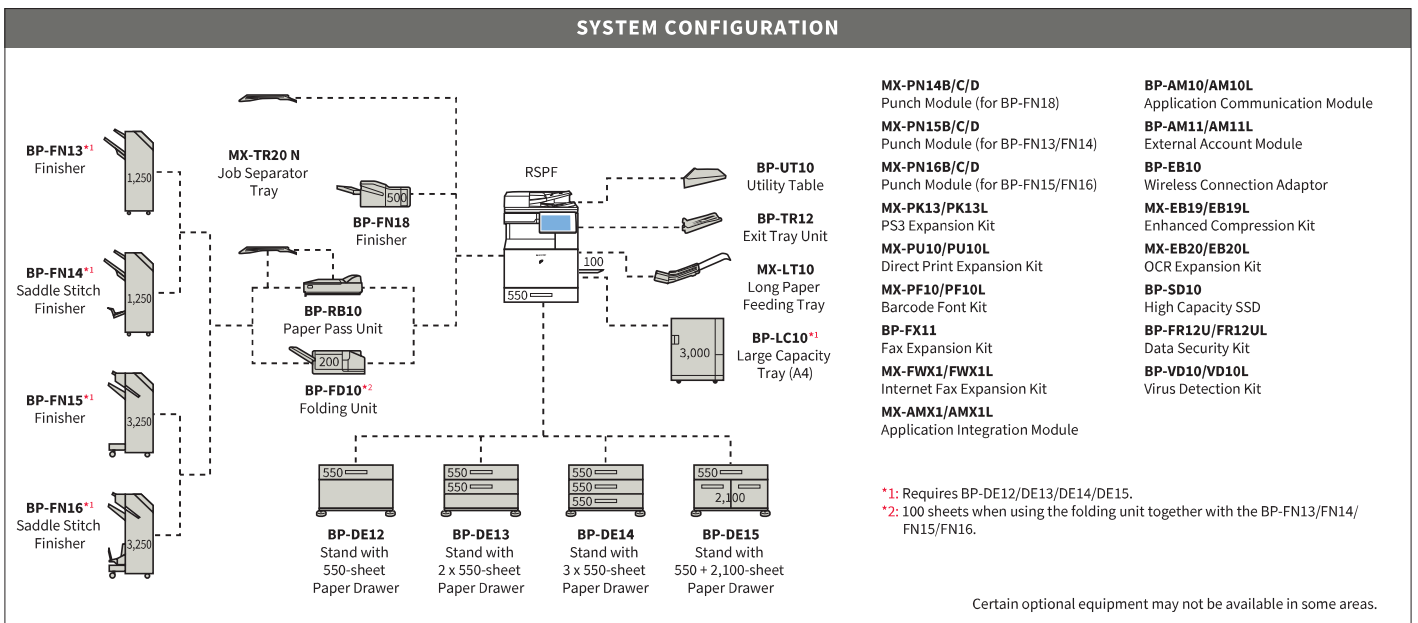 SYSTEM CONFIGURATION
BP-FN13*1
Finisher
1,250
BP-FN14*1
Saddle Stitch
Finisher
1,250
BP-FN15*1
Finisher
3,250
BP-FN16*1
Saddle Stitch
Finisher
3,250
MX-TR20 N
Job Separator
Tray
500
BP-FN18
Finisher
BP-RB10
Paper Pass Unit
200
BP-FD10*2
Folding Unit
RSPF
100
550
BP-UT10
Utility Table
BP-TR12
Exit Tray Unit
MX-LT10
Long Paper
Feeding Tray
3,000
BP-LC10*1
Large Capacity
Tray (A4)
550
BP-DE12
Stand with
550-sheet
Paper Drawer
550
550
BP-DE13
Stand with
2 x 550-sheet
Paper Drawer
550
550
550
BP-DE14
Stand with
3 x 550-sheet
Paper Drawer
550
2,100
BP-DE15
Stand with
550 + 2,100-sheet
Paper Drawer
MX-PN14B/C/D
Punch Module (for BP-FN18)
MX-PN15B/C/D
Punch Module (for BP-FN13/FN14)
MX-PN16B/C/D
Punch Module (for BP-FN15/FN16)
MX-PK13/PK13L
PS3 Expansion Kit
MX-PU10/PU10L
Direct Print Expansion Kit
MX-PF10/PF10L
Barcode Font Kit
BP-FX11
Fax Expansion Kit
MX-FWX1/FWX1L
Internet Fax Expansion Kit
MX-AMX1/AMX1L
Application Integration Module
BP-AM10/AM10L
Application Communication Module
BP-AM11/AM11L
External Account Module
BP-EB10
Wireless Connection Adaptor
MX-EB19/EB19L
Enhanced Compression Kit
MX-EB20/EB20L
OCR Expansion Kit
BP-SD10
High Capacity SSD
BP-FR12U/FR12UL
Data Security Kit
BP-VD10/VD10L
Virus Detection Kit
*1: Requires BP-DE12/DE13/DE14/DE15.
*2: 100 sheets when using the folding unit together with the BP-FN13/FN14/
FN15/FN16.
Certain optional equipment may not be available in some areas.